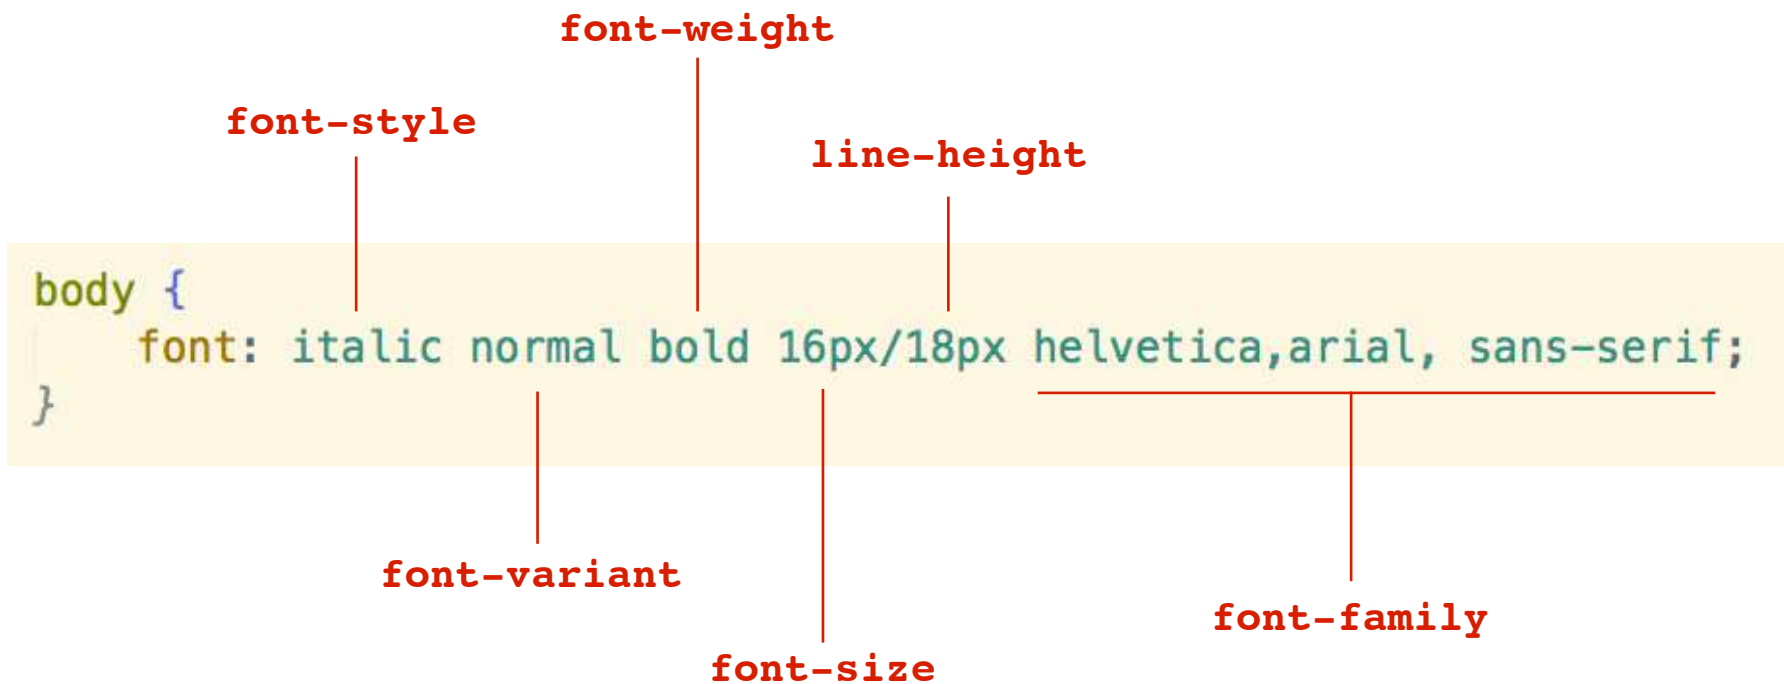 font-weight
font-style
line-height
body {
font: italic normal bold 16px/18px helvetica,arial, sans-serif;
}
font-variant
font-family
font-size